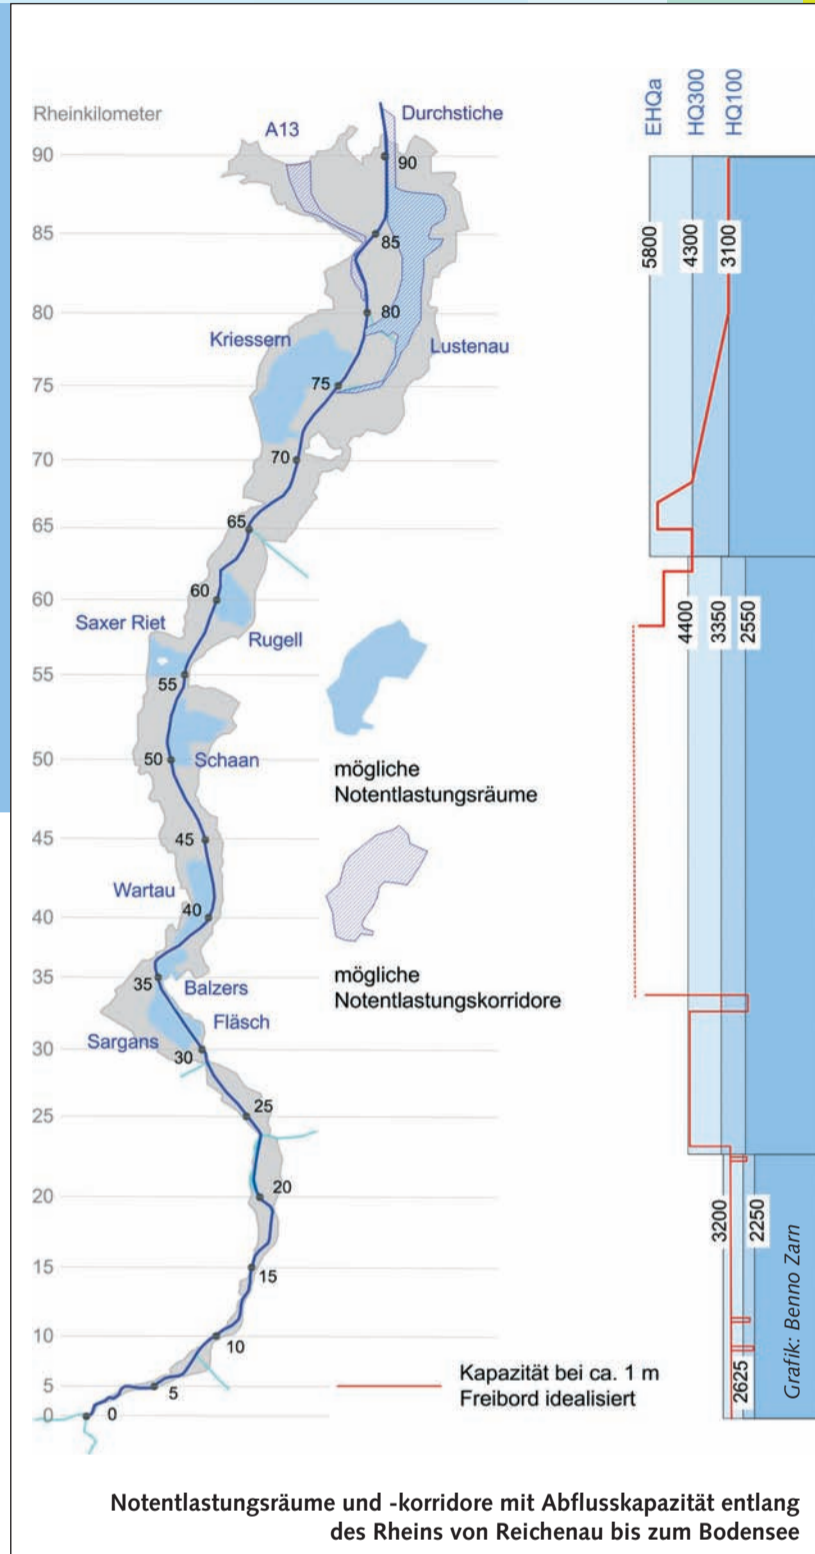 Rheinkilometer
A13
Durchstiche
EHQa
HQ300
HQ100
90
90
85
85
5800
4300
3100
80
80
Kriessern
Lustenau
75
75
70
70
65
65
60
60
Saxer Riet
Rugell
4400
3350
2550
55
55
50
50
Schaan
mögliche
Notentlastungsräume
45
45
Wartau
40
40
35
35
Balzers
mögliche
Notentlastungskorridore
Sargans
Fläsch
30
30
25
25
20
20
3200
2250
15
15
10
10
5
5
0
0
Kapazität bei ca. 1 m
Freibord idealisiert
2625
Grafik: Benno Zarn
Notentlastungsräume und -korridore mit Abflusskapazität entlang
des Rheins von Reichenau bis zum Bodensee